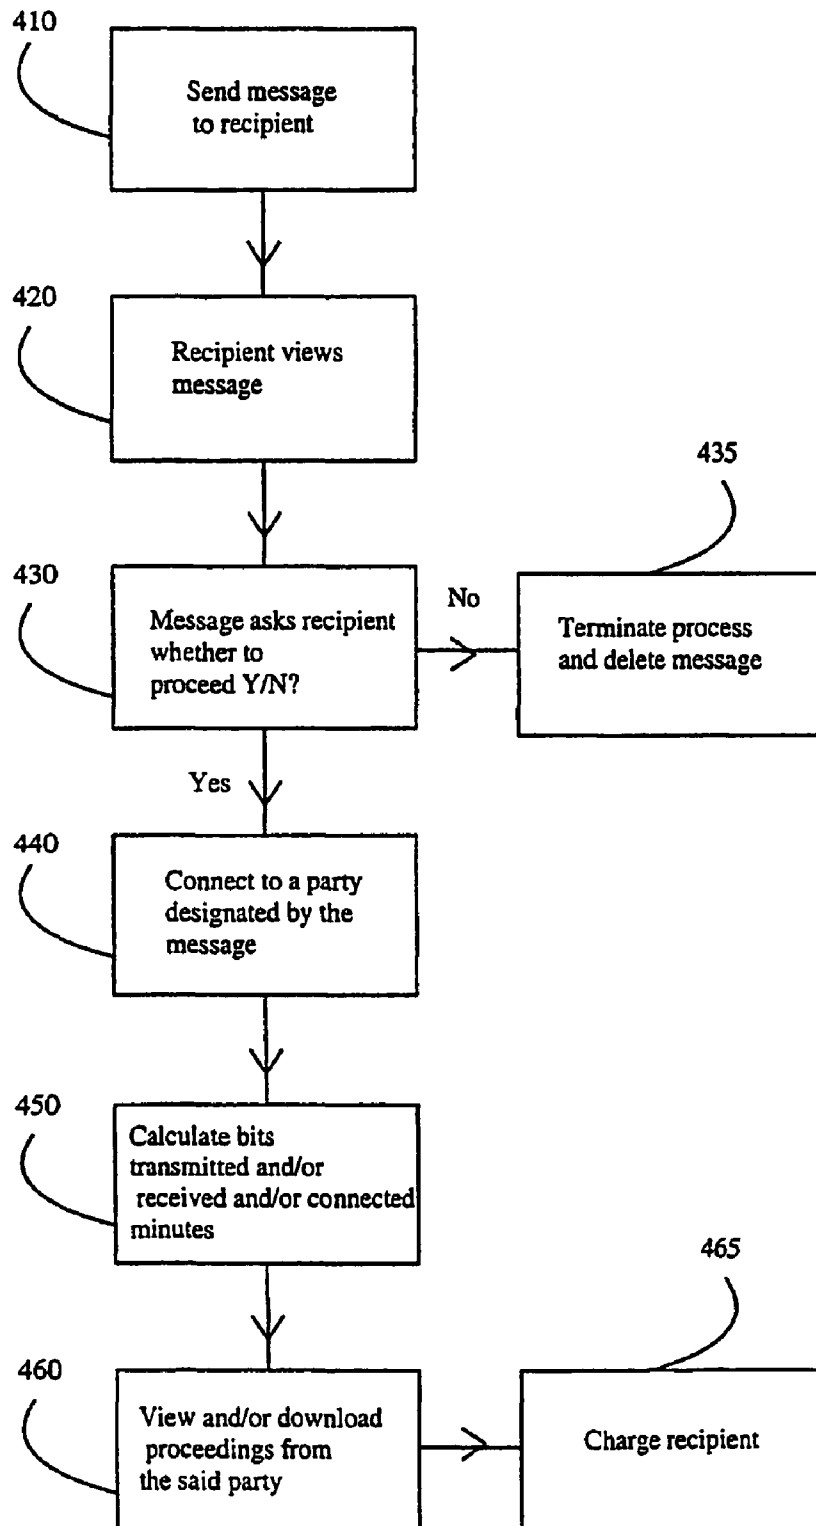 410
Send message
to recipient
420
Recipient views
message
435
430
Message asks recipient
whether to
proceed Y/N?
No
Terminate process
and delete message
Yes
440
Connect to a party
designated by the
message
450
Calculate bits
transmitted and/or
received and/or connected
minutes
465
460
View and/or download
proceedings from
the said party
Charge recipient